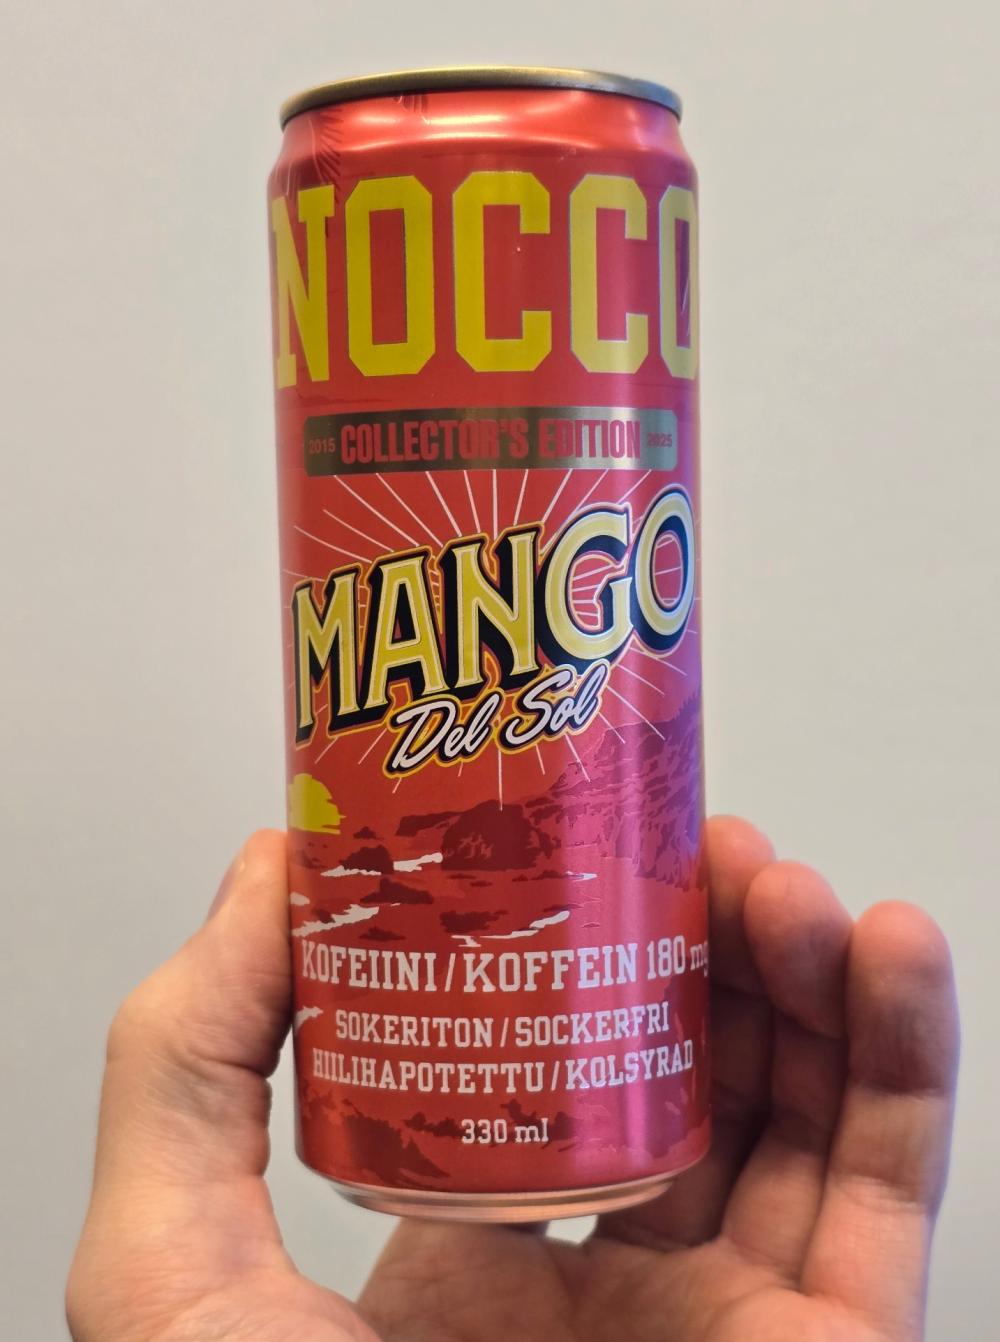 NOCCO
2015 COLLECTOR'S EDITION 2025
MANGO
Del Sol
KOFEIINI / KOFFEIN 180 mg
SOKERITON / SOCKERFRI
HIILIHAPOTETTU / KOLSYRAD
330 ml